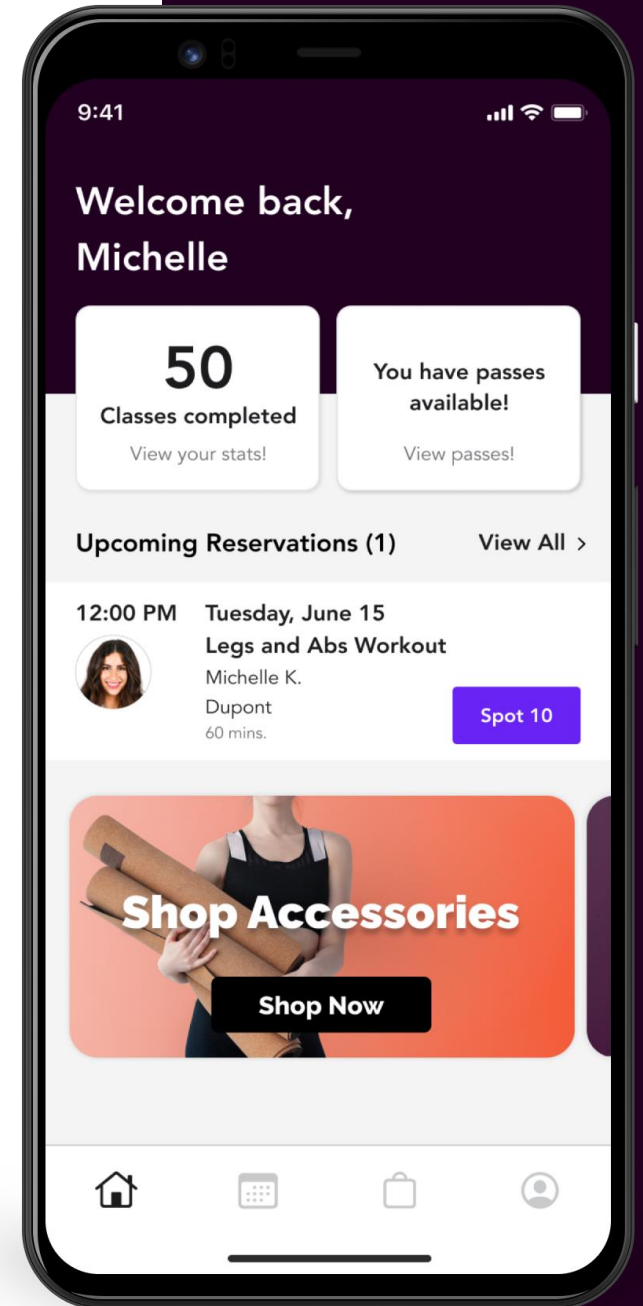 9:41
Welcome back,
Michelle
50
Classes completed
View your stats!
You have passes
available!
View passes!
Upcoming Reservations (1)
View All >
12:00 PM
Tuesday, June 15
Legs and Abs Workout
Michelle K.
Dupont
60 mins.
Spot 10
Shop Accessories
Shop Now